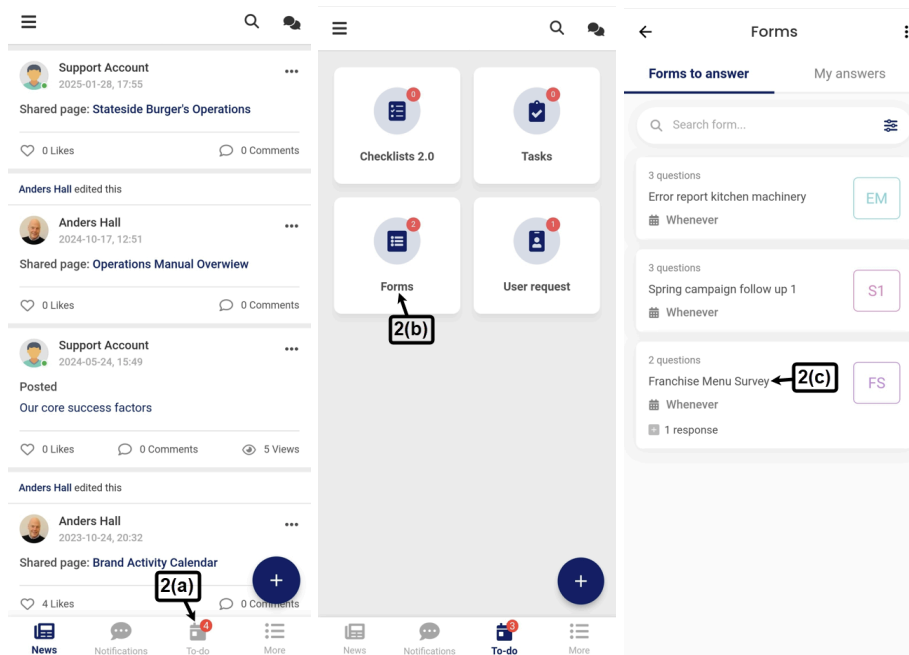 Support Account
2025-01-28, 17:55
Shared page: Stateside Burger's Operations
0 Likes
0 Comments
Anders Hall edited this
Anders Hall
2024-10-17, 12:51
Shared page: Operations Manual Overwiew
0 Likes
0 Comments
Support Account
2024-05-24, 15:49
Posted
Our core success factors
0 Likes
0 Comments
5 Views
Anders Hall edited this
Anders Hall
2023-10-24, 20:32
Shared page: Brand Activity Calendar
2(a)
+
4 Likes
0 Comments
4
News
Notifications
To-do
More
0
Checklists 2.0
0
Tasks
2
Forms
1
User request
2(b)
+
3
News
Notifications
To-do
More
Forms
Forms to answer
My answers
Search form...
3 questions
Error report kitchen machinery
Whenever
EM
3 questions
Spring campaign follow up 1
Whenever
S1
2 questions
Franchise Menu Survey
2(c)
Whenever
1 response
FS